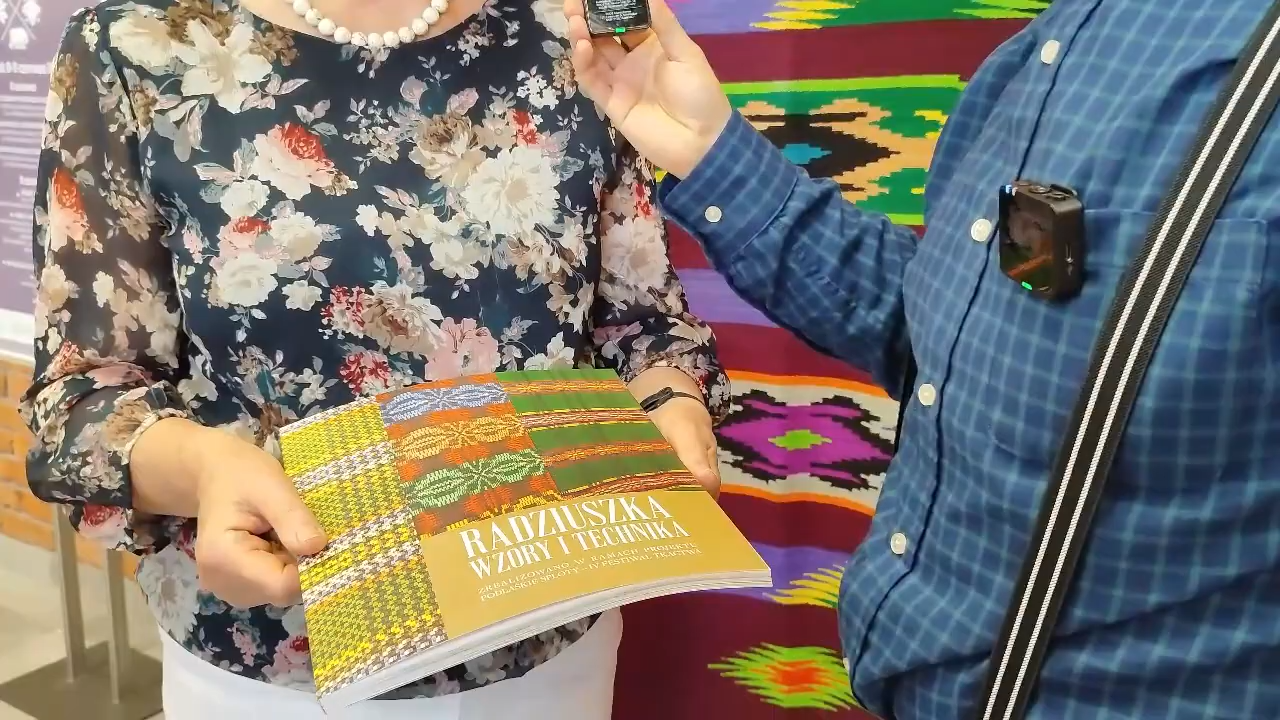 RADZIUSZKA
WZORY I TECHNIKA
ZREALIZOWANO W RAMACH PROJEKTU
PODLASKIE SPLOTY - IV FESTIWAL TKACTWA